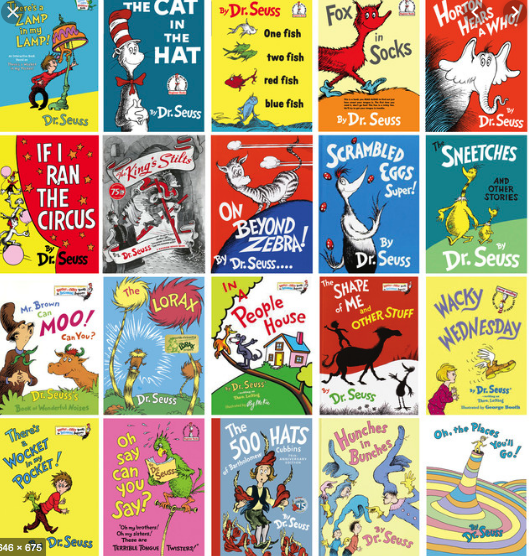 There's a
ZAMP
in my
LAMP!
Dr. Seuss
THE CAT
IN
THE
HAT
By Dr. Seuss
By Dr. Seuss
One fish
two fish
red fish
blue fish
Fox
in
Socks
By Dr. Seuss
HORTON
HEARS
A WHO!
By
Dr. Seuss
IF I
RAN
THE
CIRCUS
By
Dr. Seuss
The King's Stilts
75th
Dr. Seuss
ON
BEYOND
ZEBRA!
By Dr. Seuss....
SCRAMBLED
EGGS
Super!
By
Dr. Seuss
The
SNEETCHES
AND
OTHER
STORIES
By
Dr. Seuss
Mr. Brown
Can
MOO!
Can You?
Dr. Seuss's
Book of Wonderful Noises
The
LORAX
By
Dr. Seuss
IN
A
People
House
By Dr. Seuss
writing as
Theo. LeSieg
The
SHAPE
of ME
and
OTHER STUFF
By
Dr. Seuss
WACKY
WEDNESDAY
By Dr. Seuss
writing as
Theo. LeSieg
Illustrated by George Booth
There's
a
WOCKET
in my
POCKET!
By Dr. Seuss
Oh
say
can
you
SAY?
"Oh my brothers!
Oh my sisters!
These are
TERRIBLE TONGUE TWISTERS!"
The
500 HATS
of Bartholomew Cubbins
By
Dr. Seuss
Hunches
in
Bunches
By
Dr. Seuss
Oh, the Places
You'll
Go!
By Dr. Seuss
646 × 675